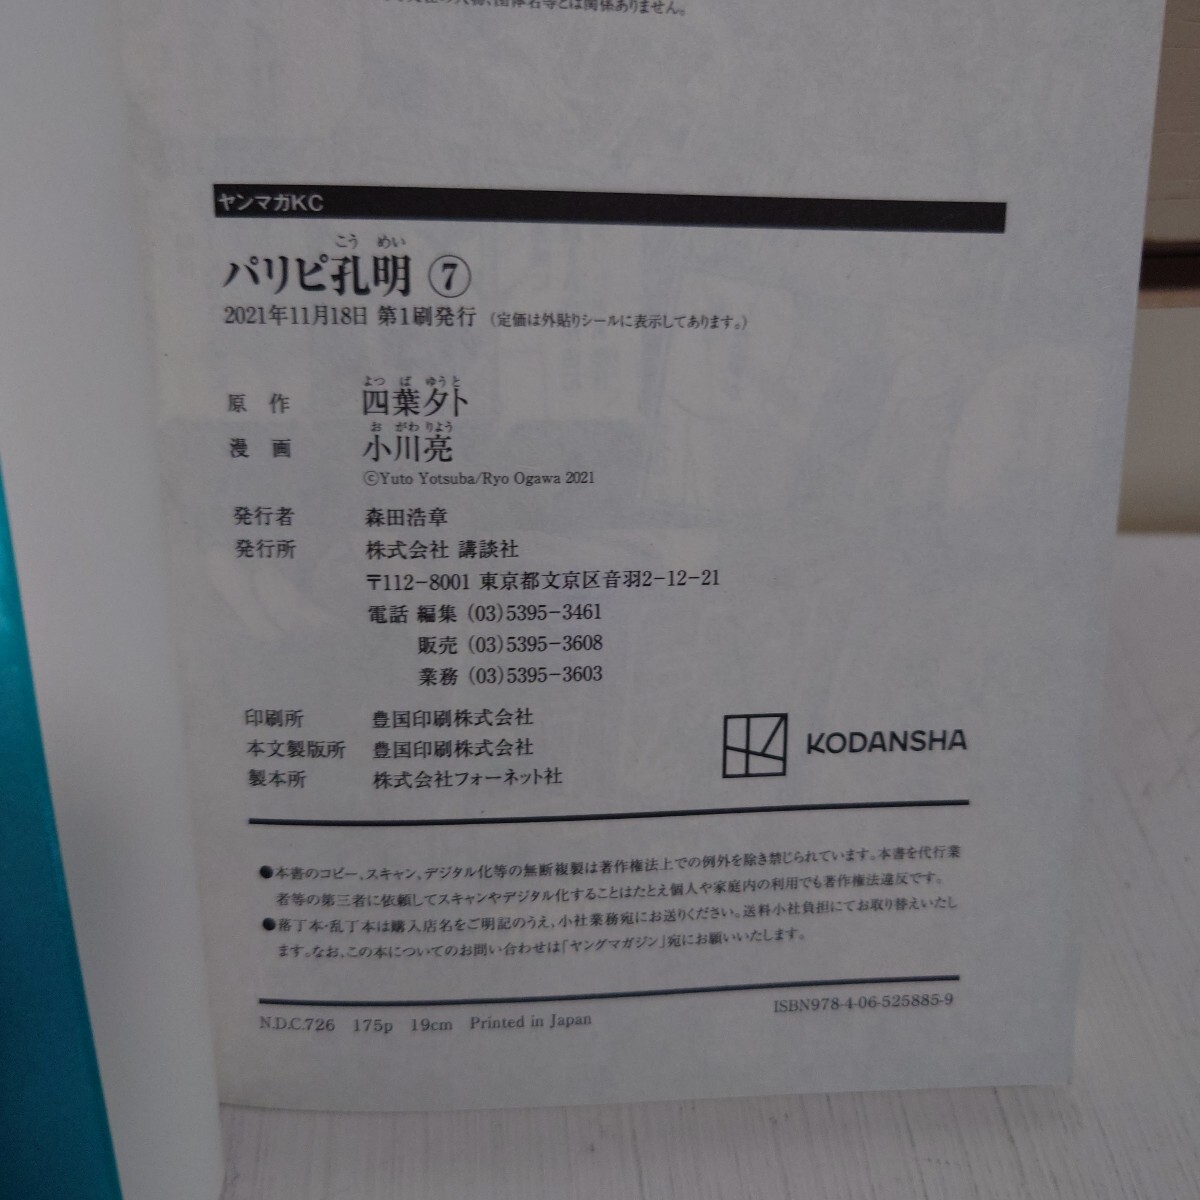 団体名等とは関係ありません。
ヤンマガKC
こう めい
パリピ孔明 ⑦
2021年11月18日 第1刷発行 (定価は外貼りシールに表示してあります。)
よつ ば ゆうと
原 作 四葉夕ト
お がわ りょう
漫 画 小川亮
©Yuto Yotsuba/Ryo Ogawa 2021
発行者 森田浩章
発行所 株式会社 講談社
〒112-8001 東京都文京区音羽2-12-21
電話 編集 (03)5395-3461
販売 (03)5395-3608
業務 (03)5395-3603
印刷所 豊国印刷株式会社
本文製版所 豊国印刷株式会社
製本所 株式会社フォーネット社
KODANSHA
●本書のコピー、スキャン、デジタル化等の無断複製は著作権法上での例外を除き禁じられています。本書を代行業
者等の第三者に依頼してスキャンやデジタル化することはたとえ個人や家庭内の利用でも著作権法違反です。
●落丁本・乱丁本は購入店名をご明記のうえ、小社業務宛にお送りください。送料小社負担にてお取り替えいたし
ます。なお、この本についてのお問い合わせは「ヤングマガジン」宛にお願いいたします。
N.D.C.726 175p 19cm Printed in Japan
ISBN978-4-06-525885-9